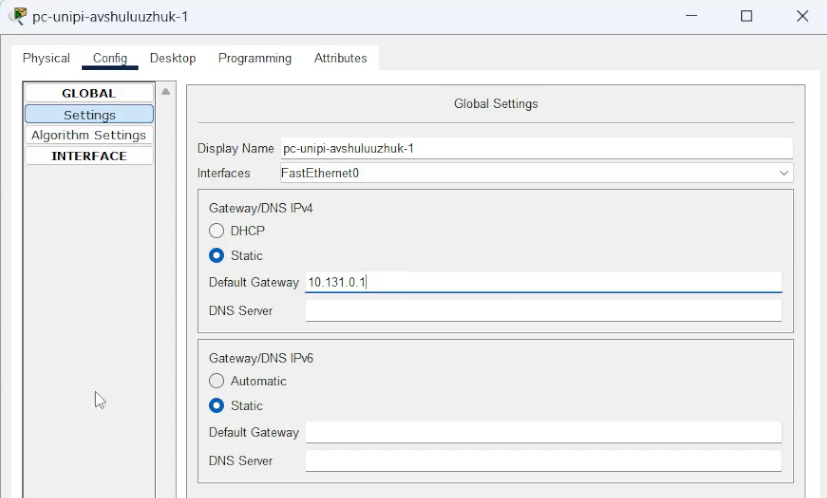 pc-unipi-avshuluuzhuk-1
Physical Config Desktop Programming Attributes
GLOBAL
Settings
Algorithm Settings
INTERFACE
Global Settings
Display Name pc-unipi-avshuluuzhuk-1
Interfaces FastEthernet0
Gateway/DNS IPv4
DHCP
Static
Default Gateway 10.131.0.1
DNS Server
Gateway/DNS IPv6
Automatic
Static
Default Gateway
DNS Server